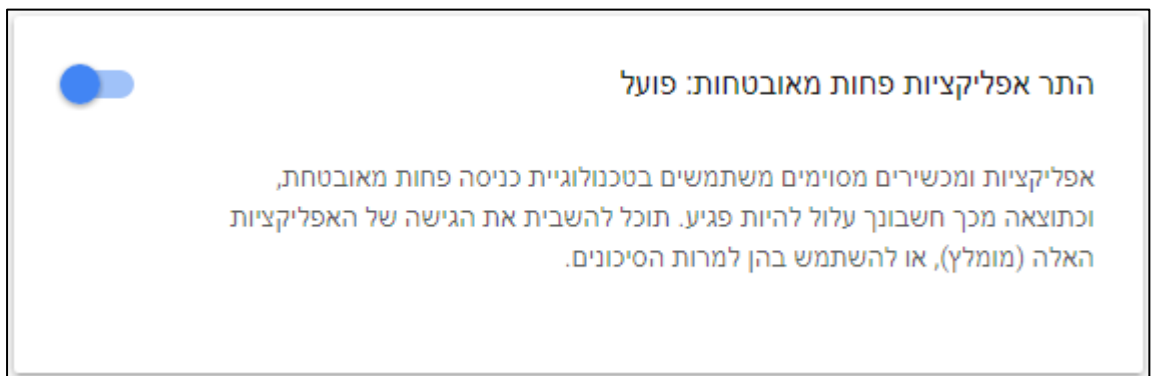 התר אפליקציות פחות מאובטחות: פועל
אפליקציות ומכשירים מסוימים משתמשים בטכנולוגיית כניסה פחות מאובטחת,
וכתוצאה מכך חשבונך עלול להיות פגיע. תוכל להשבית את הגישה של האפליקציות
האלה (מומלץ), או להשתמש בהן למרות הסיכונים.